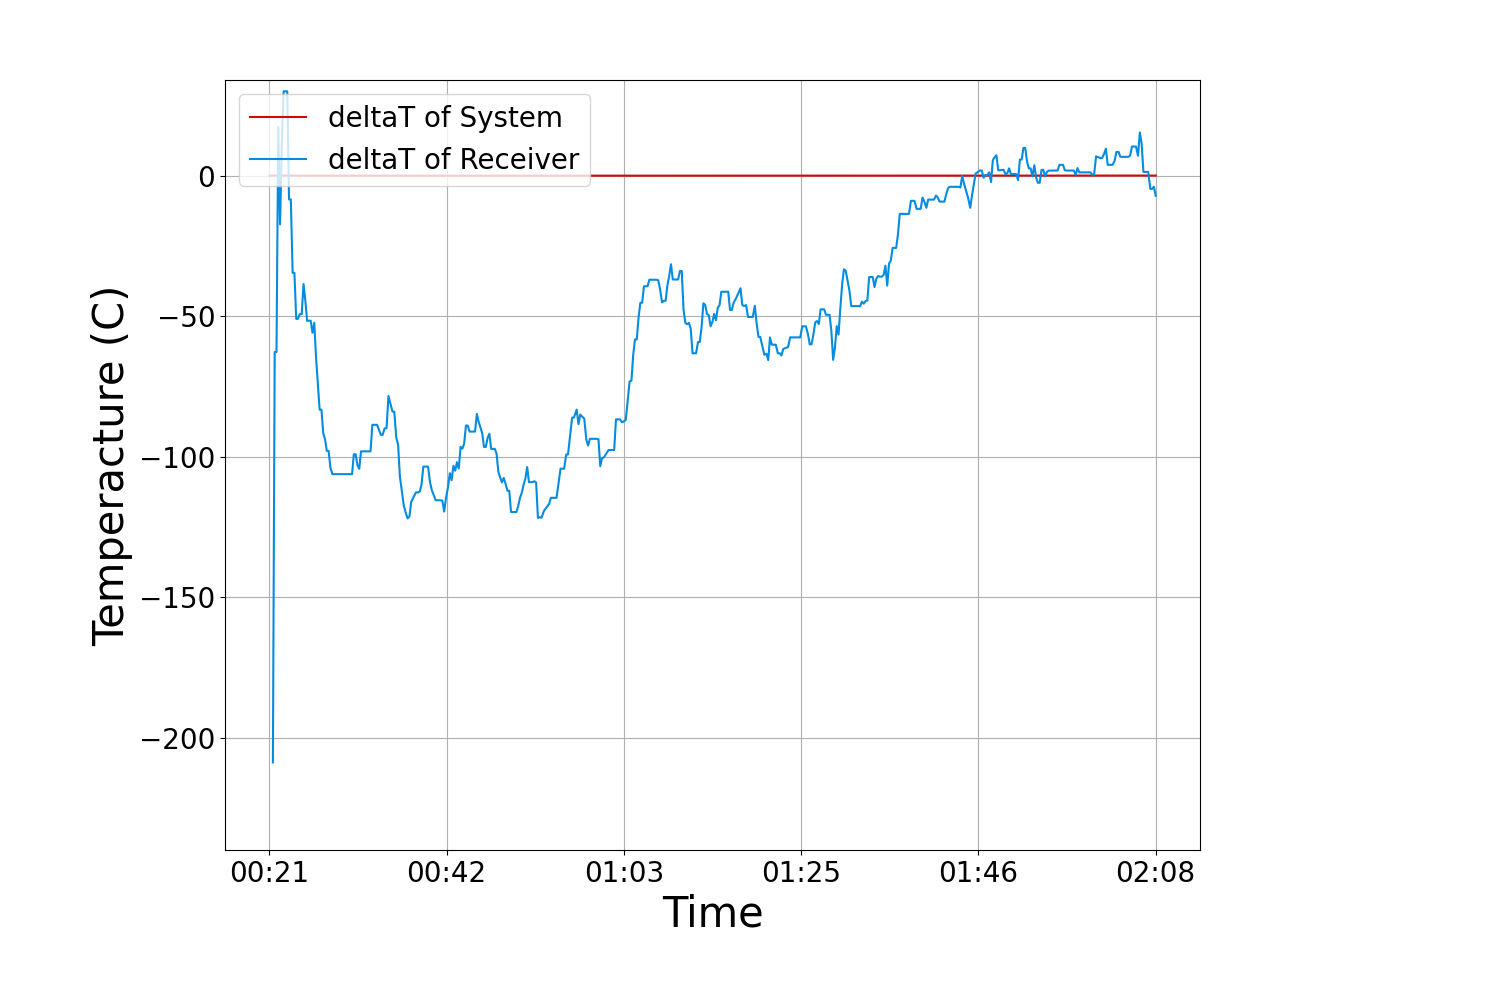 deltaT of System
deltaT of Receiver
0
−50
−100
−150
−200
Temperacture (C)
00:21 00:42 01:03 01:25 01:46 02:08
Time